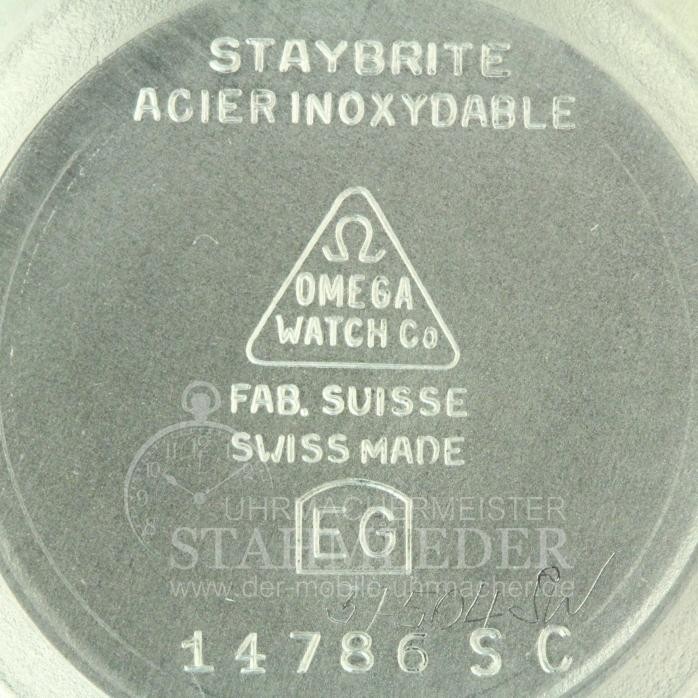 STAYBRITE
ACIER INOXYDABLE
Ω
OMEGA
WATCH Co
FAB. SUISSE
SWISS MADE
UHRMACHERMEISTER
EG
STAHLFEDER
www.der-mobile-uhrmacher.de
14786 SC